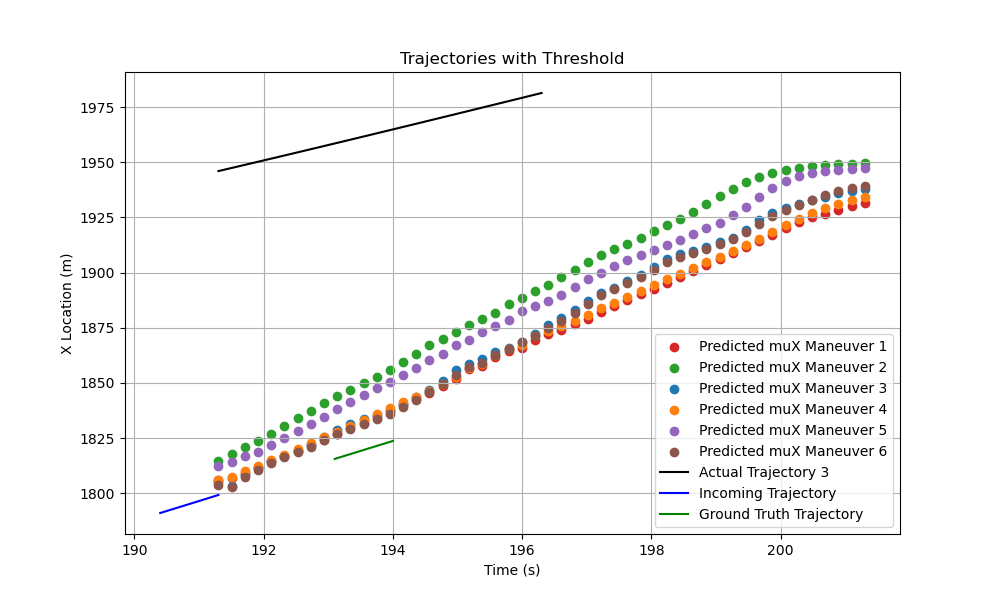 Trajectories with Threshold
X Location (m)
1975
1950
1925
1900
1875
1850
1825
1800
190
192
194
196
198
200
Time (s)
Predicted muX Maneuver 1
Predicted muX Maneuver 2
Predicted muX Maneuver 3
Predicted muX Maneuver 4
Predicted muX Maneuver 5
Predicted muX Maneuver 6
Actual Trajectory 3
Incoming Trajectory
Ground Truth Trajectory